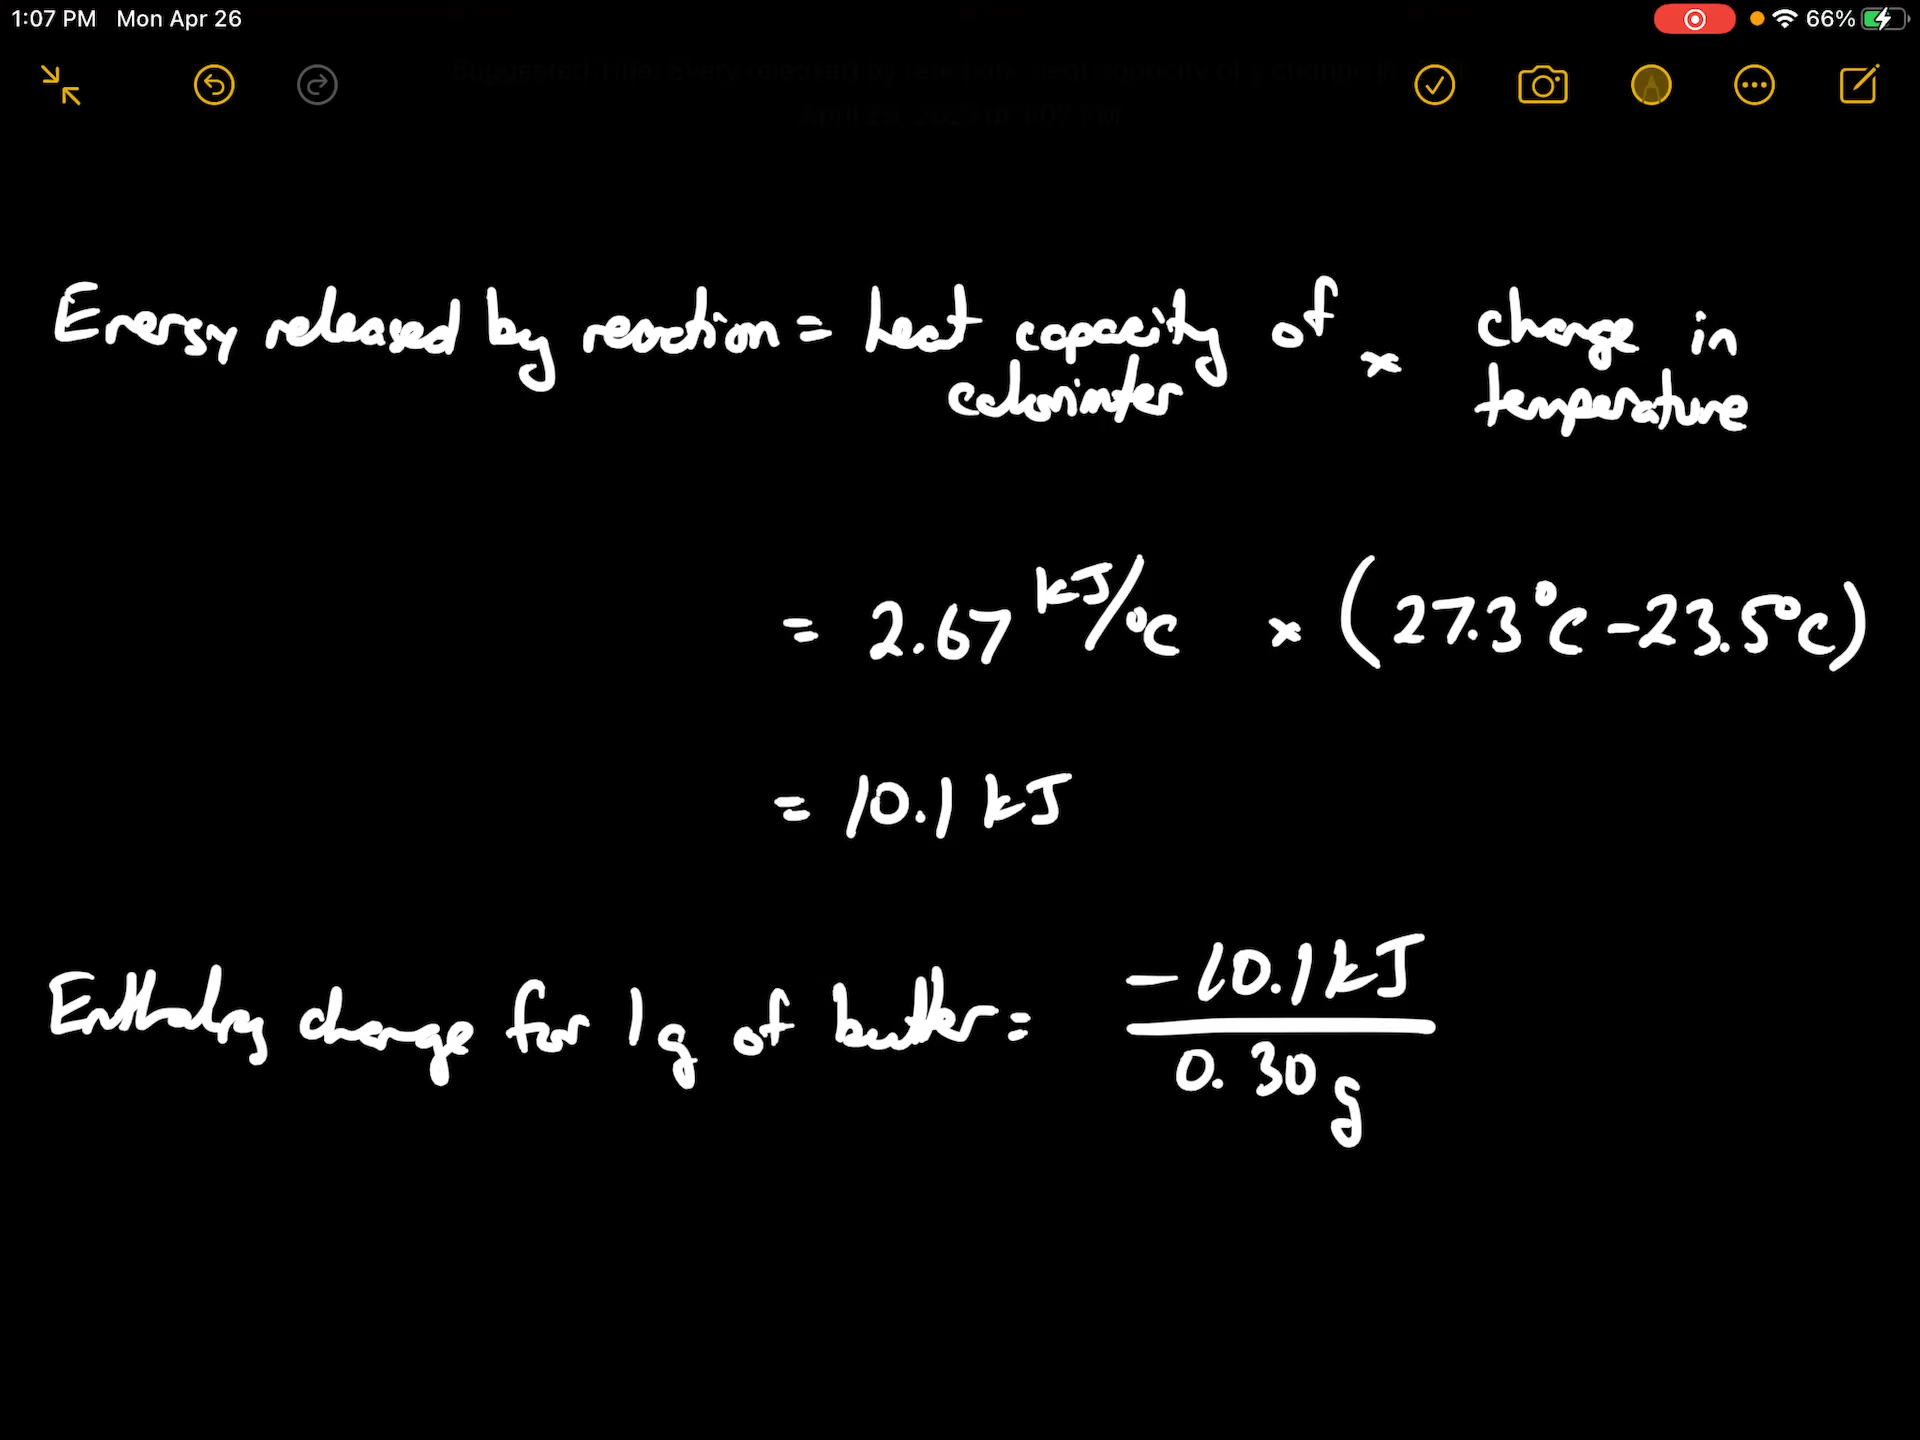 1:07 PM Mon Apr 26
66%
Energy released by reaction = heat capacity of calorimter × change in temperature
= 2.67 kJ/°C × (27.3°C - 23.5°C)
= 10.1 kJ
Enthalpy change for 1g of butter = -10.1 kJ / 0.30 g